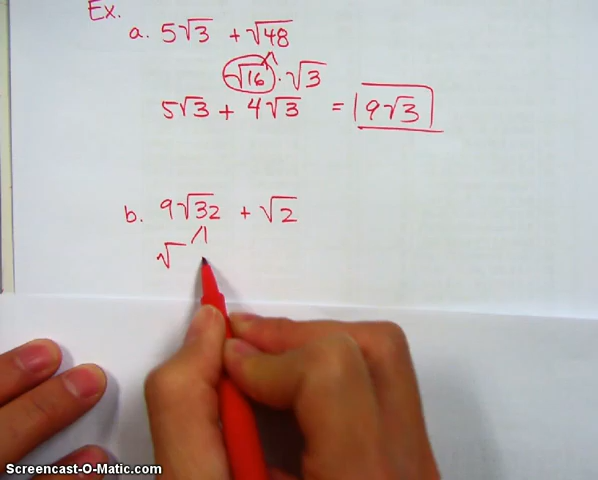 Ex.
a. 5√3 + √48
√16 · √3
5√3 + 4√3 = 9√3
b. 9√32 + √2
√
Screencast-O-Matic.com